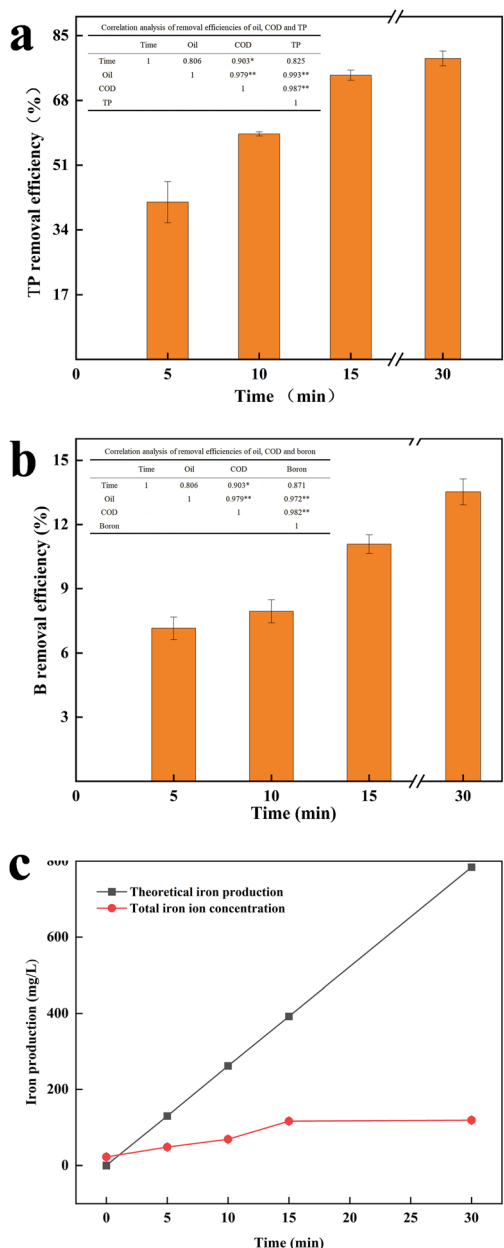 a
Correlation analysis of removal efficiencies of oil, COD and TP
Time Oil COD TP
Time 1 0.806 0.903* 0.825
Oil 1 0.979** 0.993**
COD 1 0.987**
TP 1
TP removal efficiency（%）
85
68
51
34
17
0 5 10 15 30
Time （min）
b
Correlation analysis of removal efficiencies of oil, COD and boron
Time Oil COD Boron
Time 1 0.806 0.903* 0.871
Oil 1 0.979** 0.972**
COD 1 0.982**
Boron 1
B removal efficiency (%)
15
12
9
6
3
0 5 10 15 30
Time (min)
c
Theoretical iron production
Total iron ion concentration
Iron production (mg/L)
800
600
400
200
0
0 5 10 15 20 25 30
Time (min)